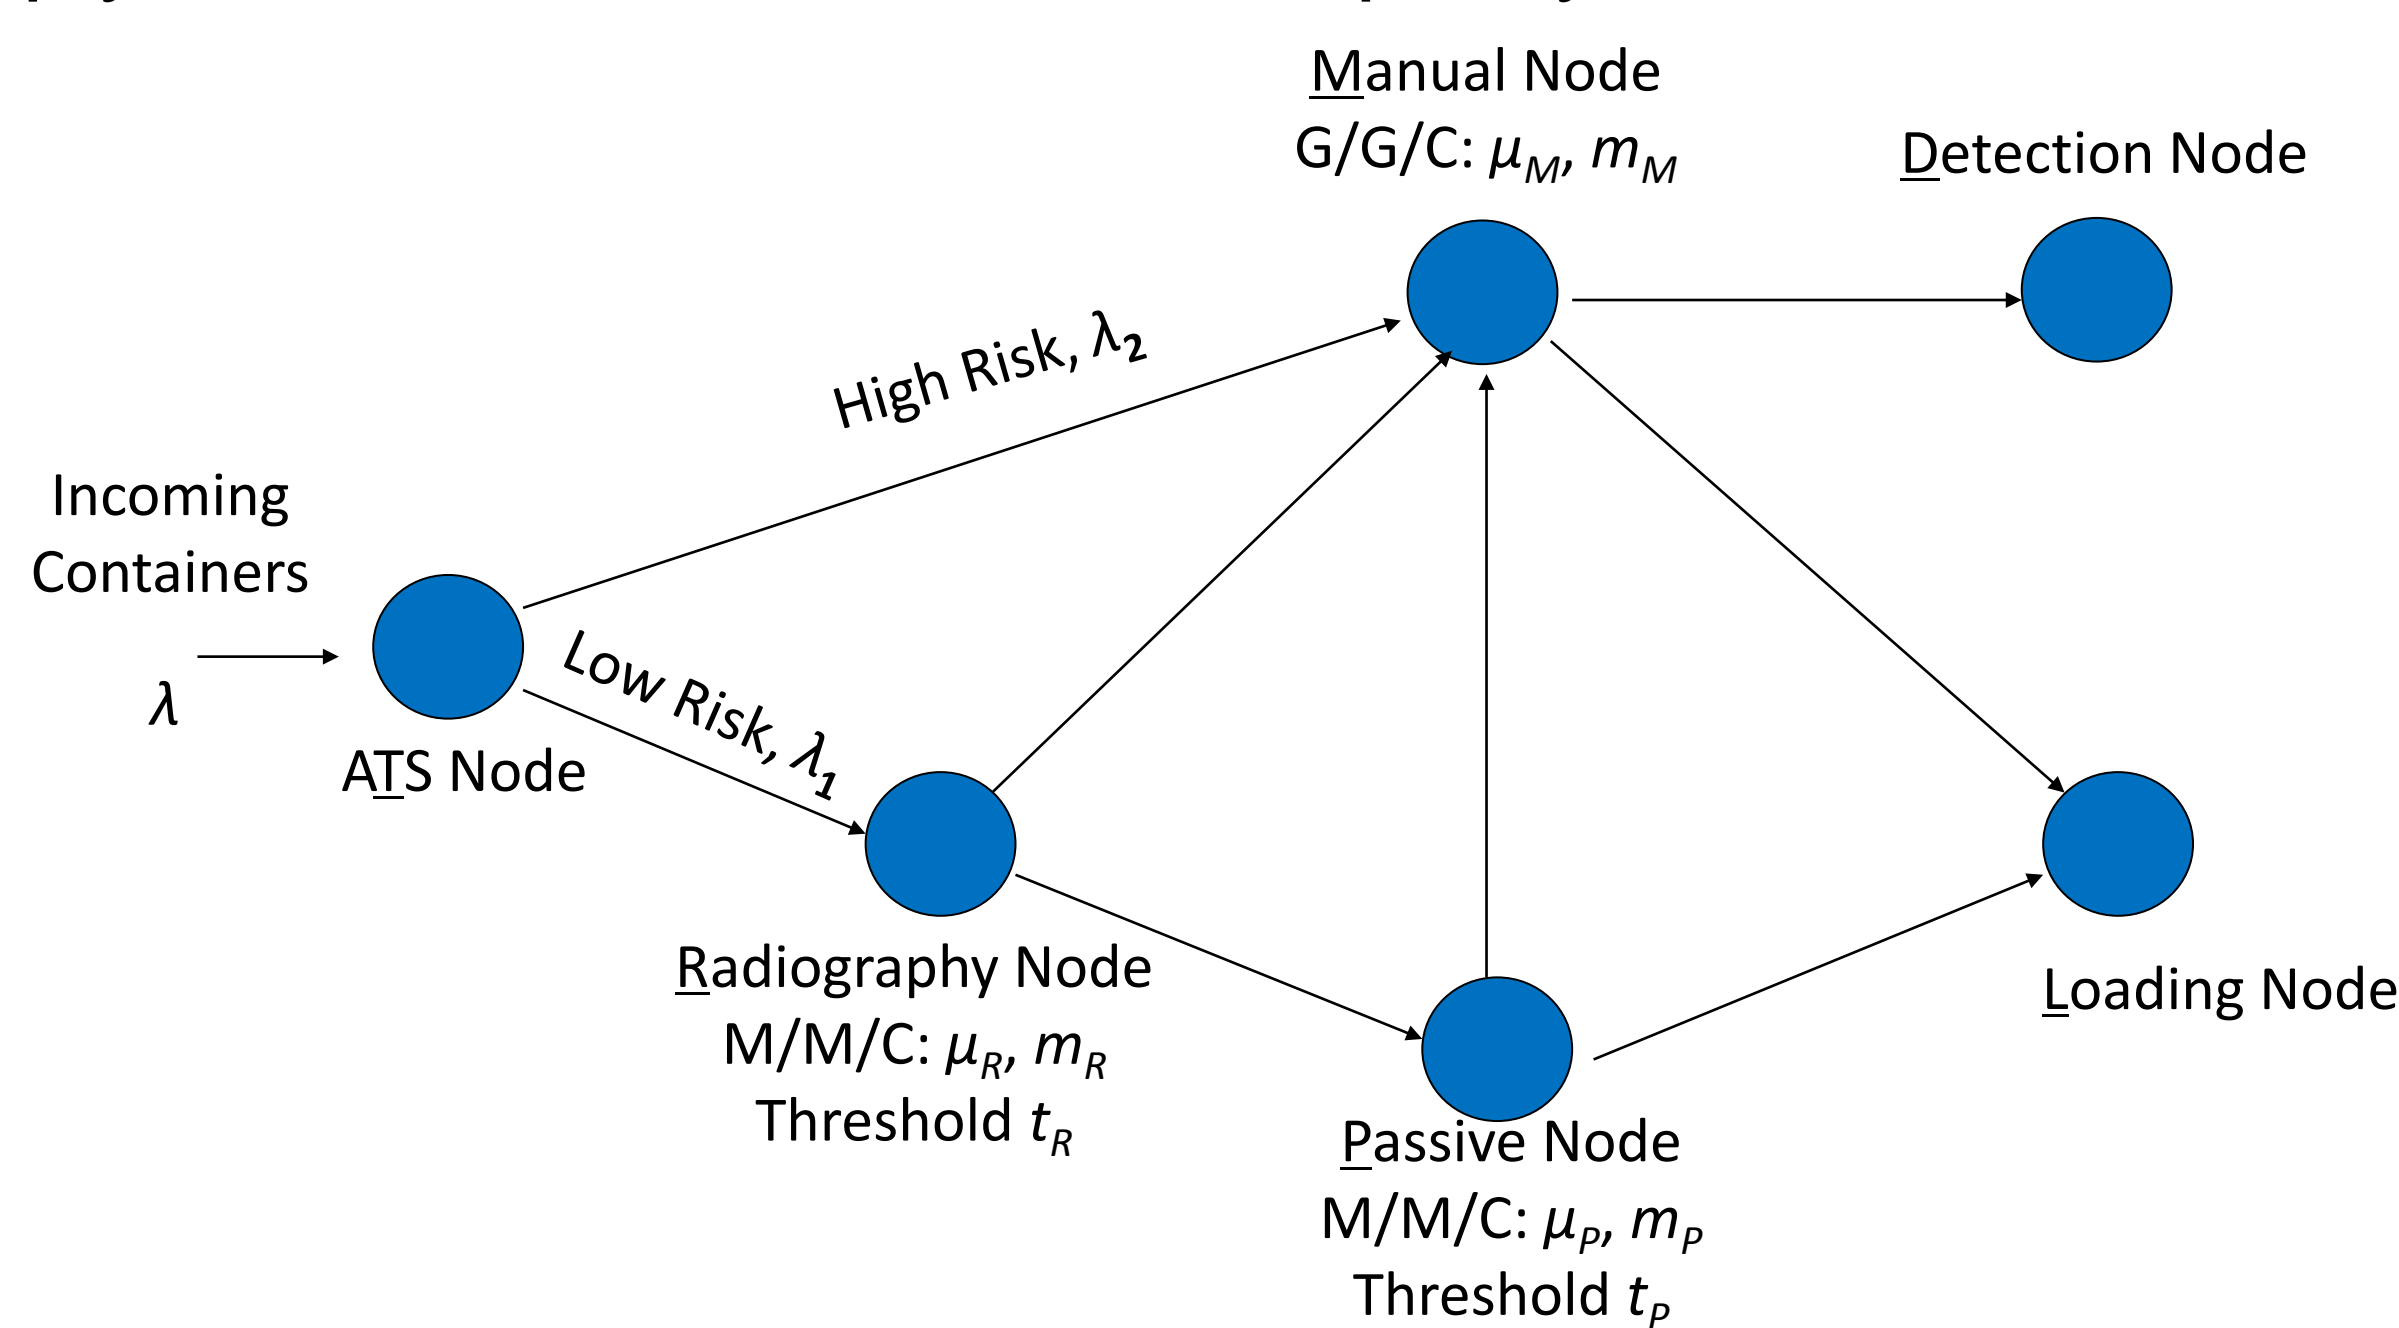 Manual Node
G/G/C: μM, mM
Detection Node
High Risk, λ2
Incoming
Containers
λ
Low Risk, λ1
ATS Node
Radiography Node
M/M/C: μR, mR
Threshold tR
Loading Node
Passive Node
M/M/C: μP, mP
Threshold tP